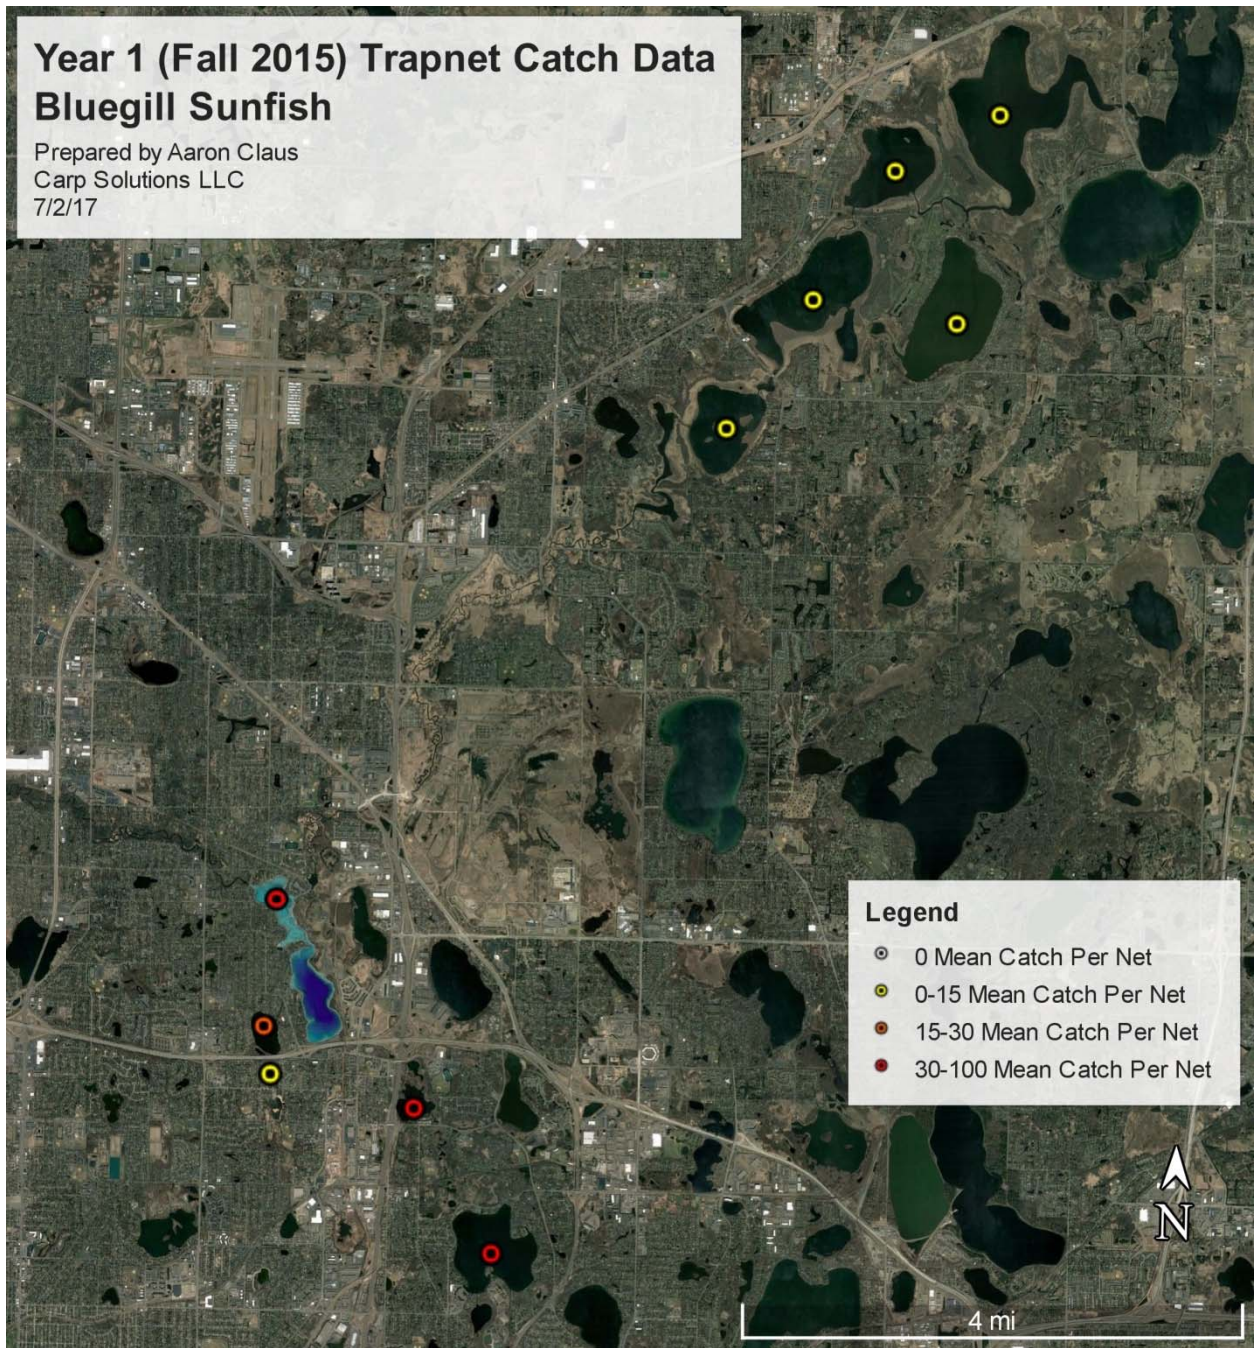 Year 1 (Fall 2015) Trapnet Catch Data
Bluegill Sunfish
Prepared by Aaron Claus
Carp Solutions LLC
7/2/17
Legend
0 Mean Catch Per Net
0-15 Mean Catch Per Net
15-30 Mean Catch Per Net
30-100 Mean Catch Per Net
N
4 mi